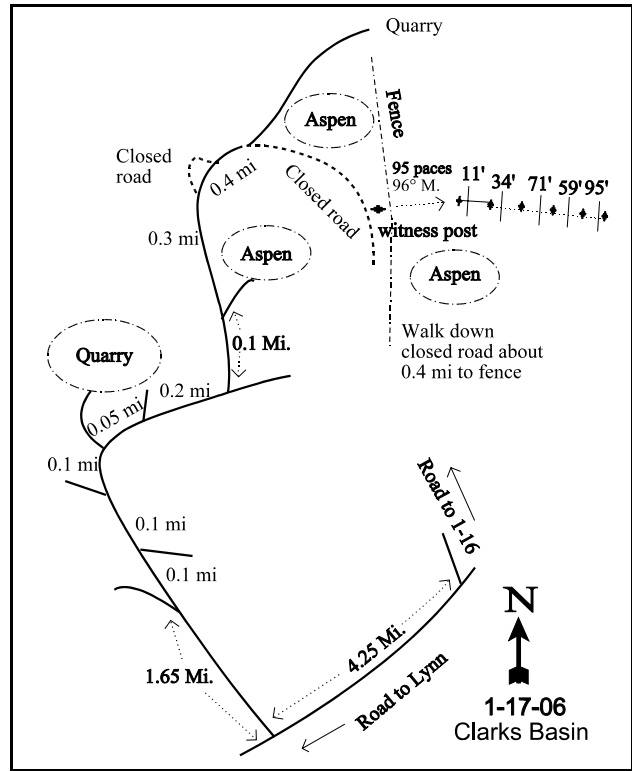 Quarry
Aspen
Fence
Closed
road
0.4 mi
Closed road
95 paces
96° M.
11' 34' 71' 59' 95'
witness post
0.3 mi
Aspen
Aspen
0.1 Mi.
Walk down
closed road about
0.4 mi to fence
Quarry
0.2 mi
0.05 mi
0.1 mi
0.1 mi
0.1 mi
Road to 1-16
1.65 Mi.
4.25 Mi.
Road to Lynn
N
1-17-06
Clarks Basin